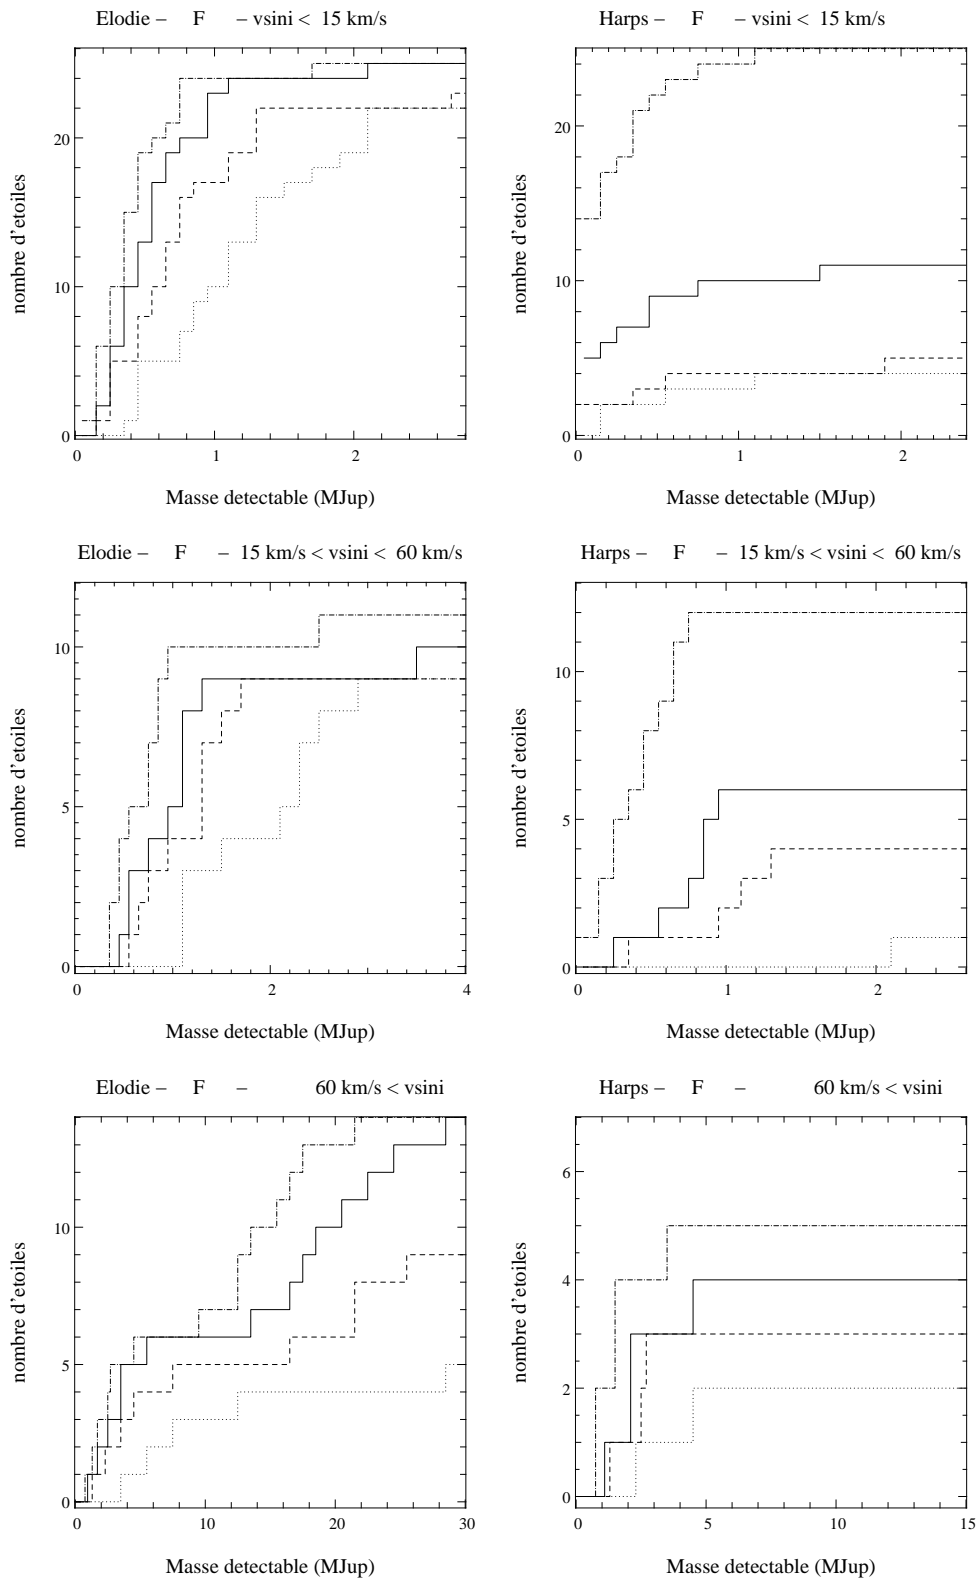 Elodie – F – vsini < 15 km/s
nombre d'etoiles
20
10
0
0 1 2
Masse detectable (MJup)
Harps – F – vsini < 15 km/s
nombre d'etoiles
20
10
0
0 1 2
Masse detectable (MJup)
Elodie – F – 15 km/s < vsini < 60 km/s
nombre d'etoiles
10
5
0
0 2 4
Masse detectable (MJup)
Harps – F – 15 km/s < vsini < 60 km/s
nombre d'etoiles
10
5
0
0 1 2
Masse detectable (MJup)
Elodie – F – 60 km/s < vsini
nombre d'etoiles
10
5
0
0 10 20 30
Masse detectable (MJup)
Harps – F – 60 km/s < vsini
nombre d'etoiles
6
4
2
0
0 5 10 15
Masse detectable (MJup)